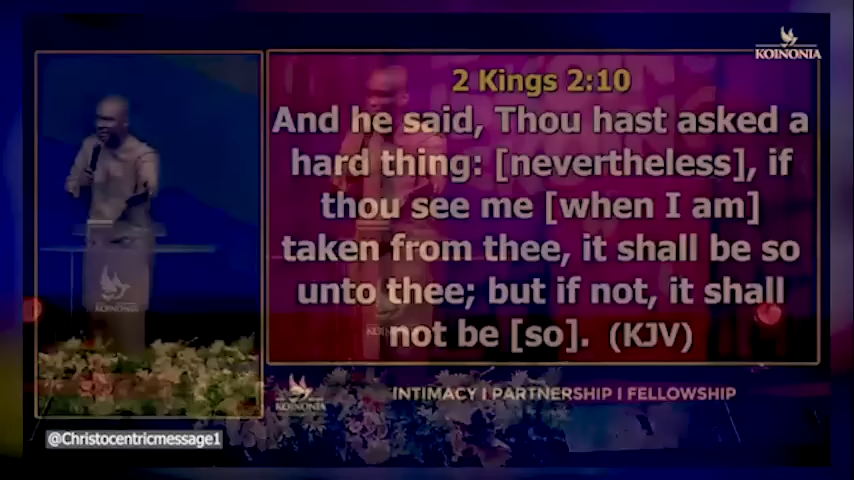 KOINONIA
2 Kings 2:10
And he said, Thou hast asked a
hard thing: [nevertheless], if
thou see me [when I am]
taken from thee, it shall be so
unto thee; but if not, it shall
not be [so]. (KJV)
KOINONIA
KOINONIA
INTIMACY | PARTNERSHIP | FELLOWSHIP
@Christocentricmessage1